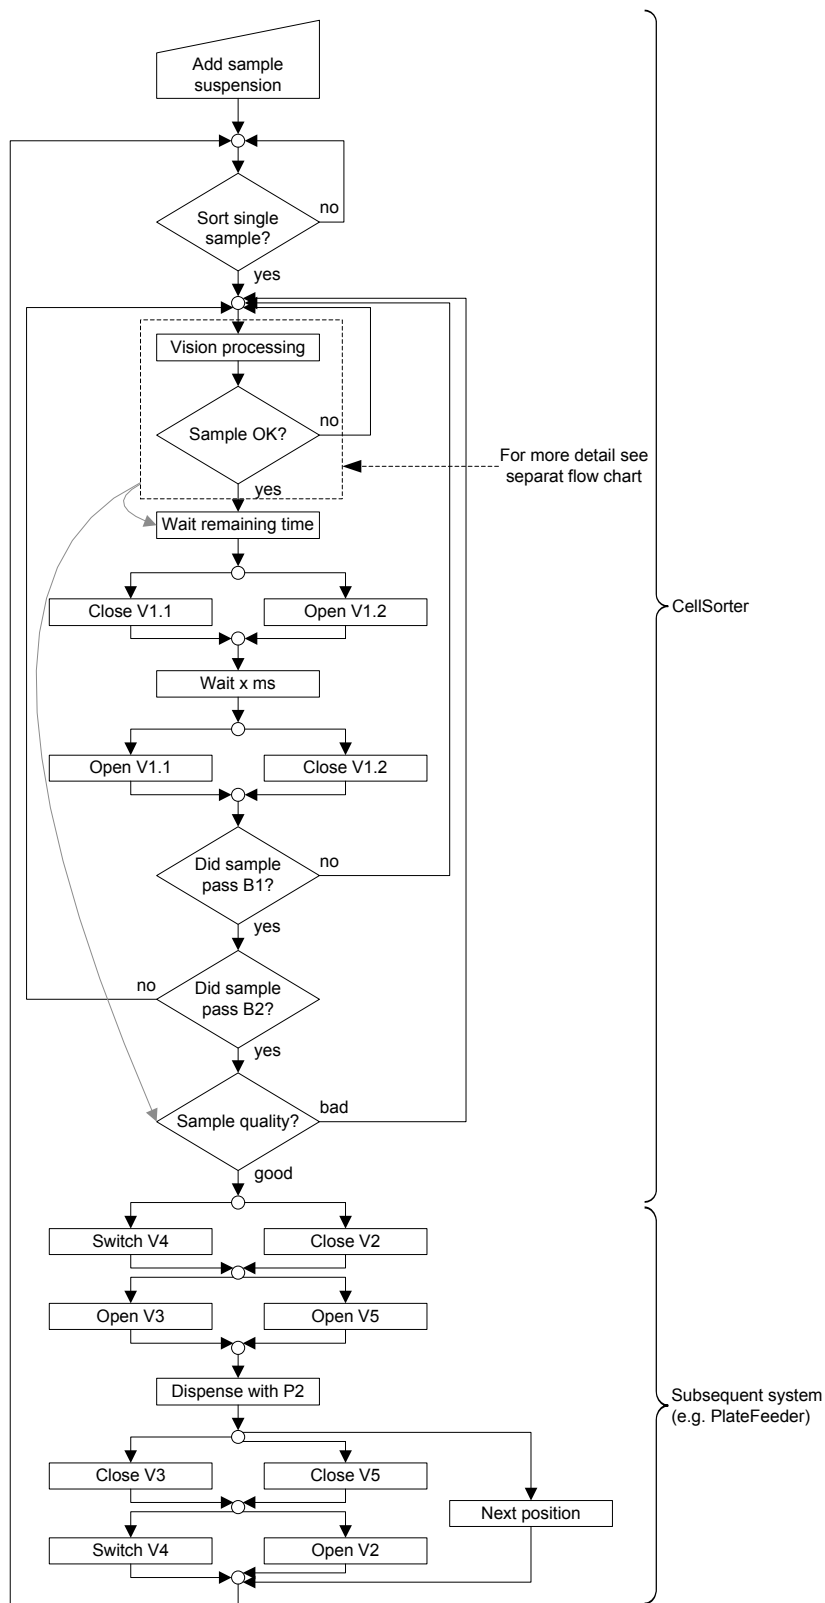 Add sample
suspension
no
Sort single
sample?
yes
Vision processing
no
Sample OK?
For more detail see
separat flow chart
yes
Wait remaining time
Close V1.1
Open V1.2
CellSorter
Wait x ms
Open V1.1
Close V1.2
Did sample
pass B1?
no
yes
no
Did sample
pass B2?
yes
Sample quality?
bad
good
Switch V4
Close V2
Open V3
Open V5
Dispense with P2
Subsequent system
(e.g. PlateFeeder)
Close V3
Close V5
Next position
Switch V4
Open V2